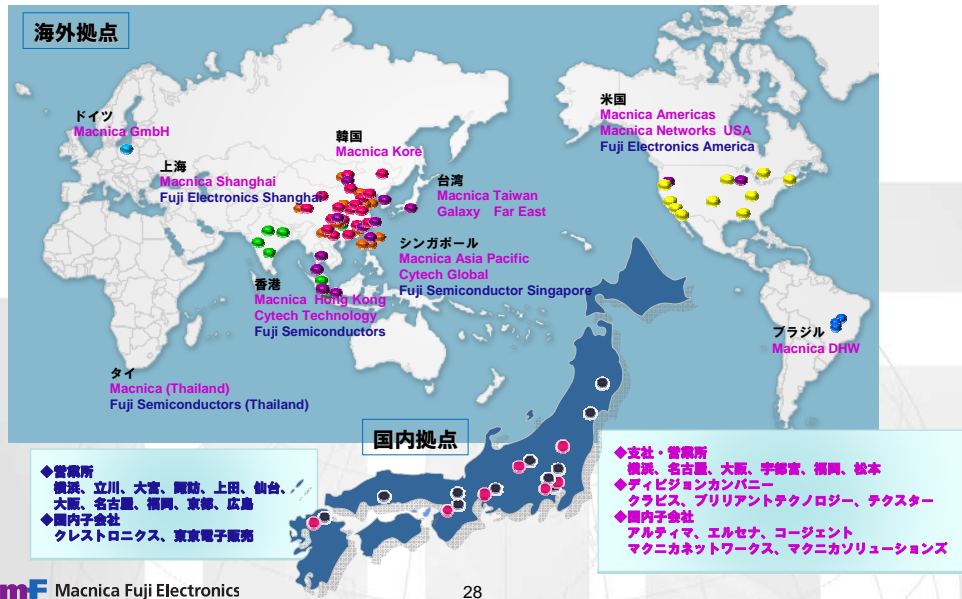 海外拠点
ドイツ
Macnica GmbH
上海
Macnica Shanghai
Fuji Electronics Shanghai
韓国
Macnica Kore
台湾
Macnica Taiwan
Galaxy Far East
シンガポール
Macnica Asia Pacific
Cytech Global
Fuji Semiconductor Singapore
香港
Macnica Hong Kong
Cytech Technology
Fuji Semiconductors
タイ
Macnica (Thailand)
Fuji Semiconductors (Thailand)
米国
Macnica Americas
Macnica Networks USA
Fuji Electronics America
ブラジル
Macnica DHW
国内拠点
◆営業所
横浜、立川、大宮、諏訪、上田、仙台、
大阪、名古屋、福岡、京都、広島
◆国内子会社
クレストロニクス、東京電子販売
◆支社・営業所
横浜、名古屋、大阪、宇都宮、福岡、松本
◆ディビジョンカンパニー
クラビス、ブリリアントテクノロジー、テクスター
◆国内子会社
アルティマ、エルセナ、コージェント
マクニカネットワークス、マクニカソリューションズ
mF Macnica Fuji Electronics
28